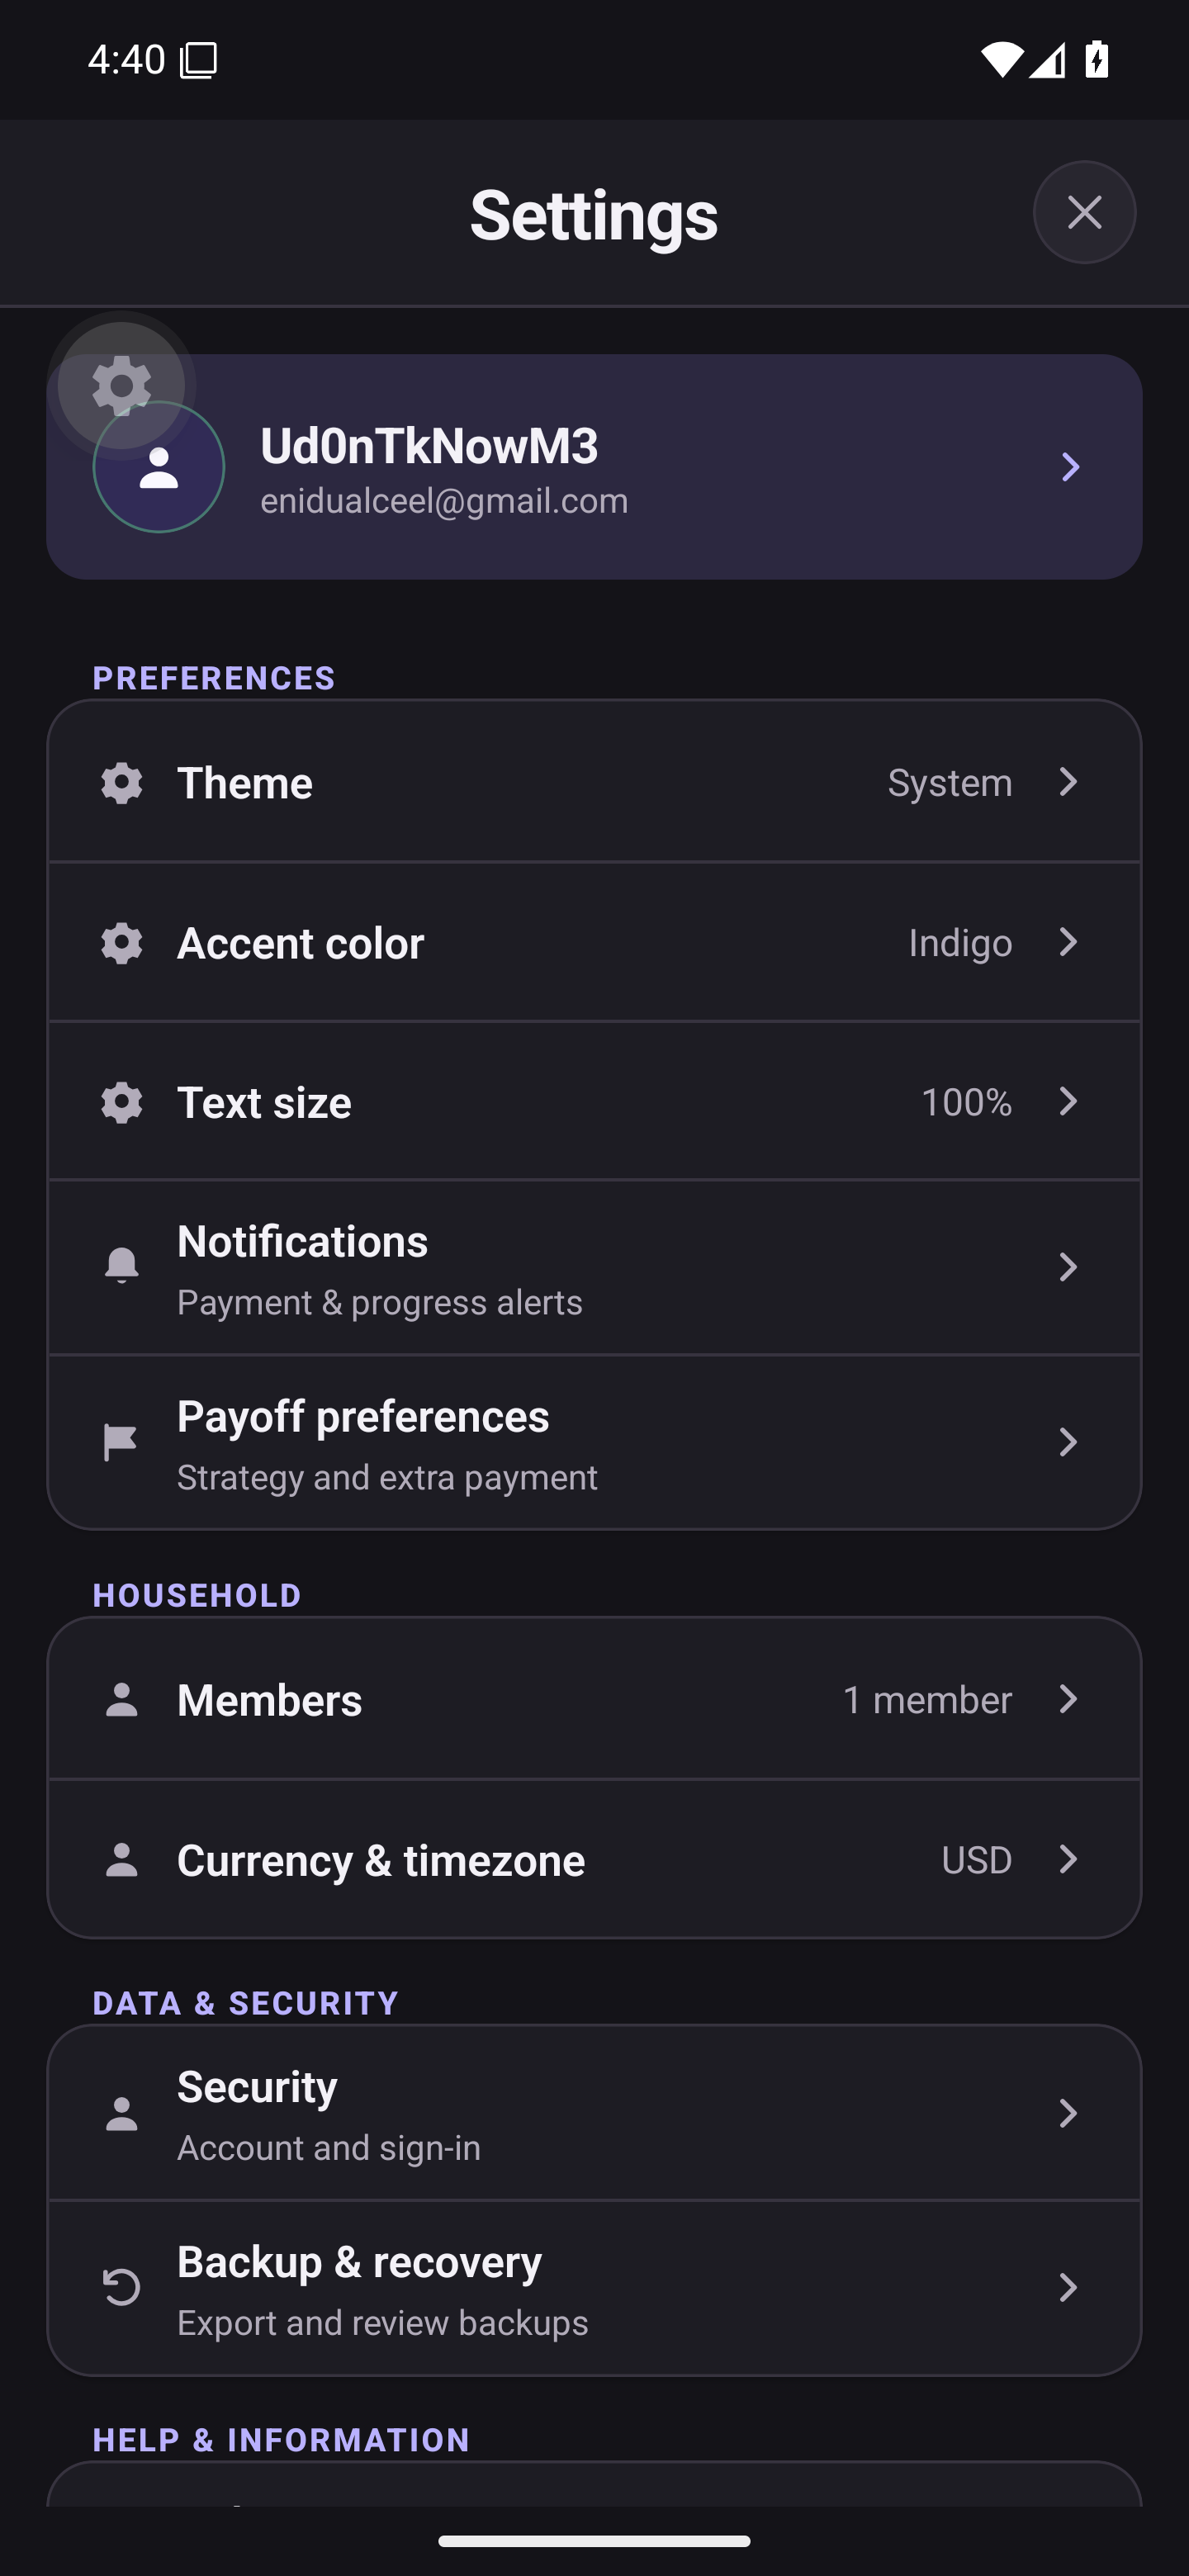 4:40
Settings
Ud0nTkNowM3
enidualceel@gmail.com
PREFERENCES
Theme System
Accent color Indigo
Text size 100%
Notifications
Payment & progress alerts
Payoff preferences
Strategy and extra payment
HOUSEHOLD
Members 1 member
Currency & timezone USD
DATA & SECURITY
Security
Account and sign-in
Backup & recovery
Export and review backups
HELP & INFORMATION